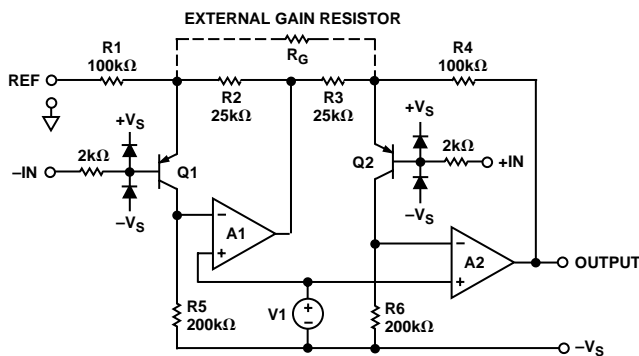 EXTERNAL GAIN RESISTOR
R_G
R1
100kΩ
R4
100kΩ
REF
R2
25kΩ
R3
25kΩ
+V_S
+V_S
2kΩ
2kΩ
–IN
Q1
Q2
+IN
–V_S
–V_S
–
A1
+
–
A2
+
OUTPUT
R5
200kΩ
V1
+
–
R6
200kΩ
–V_S